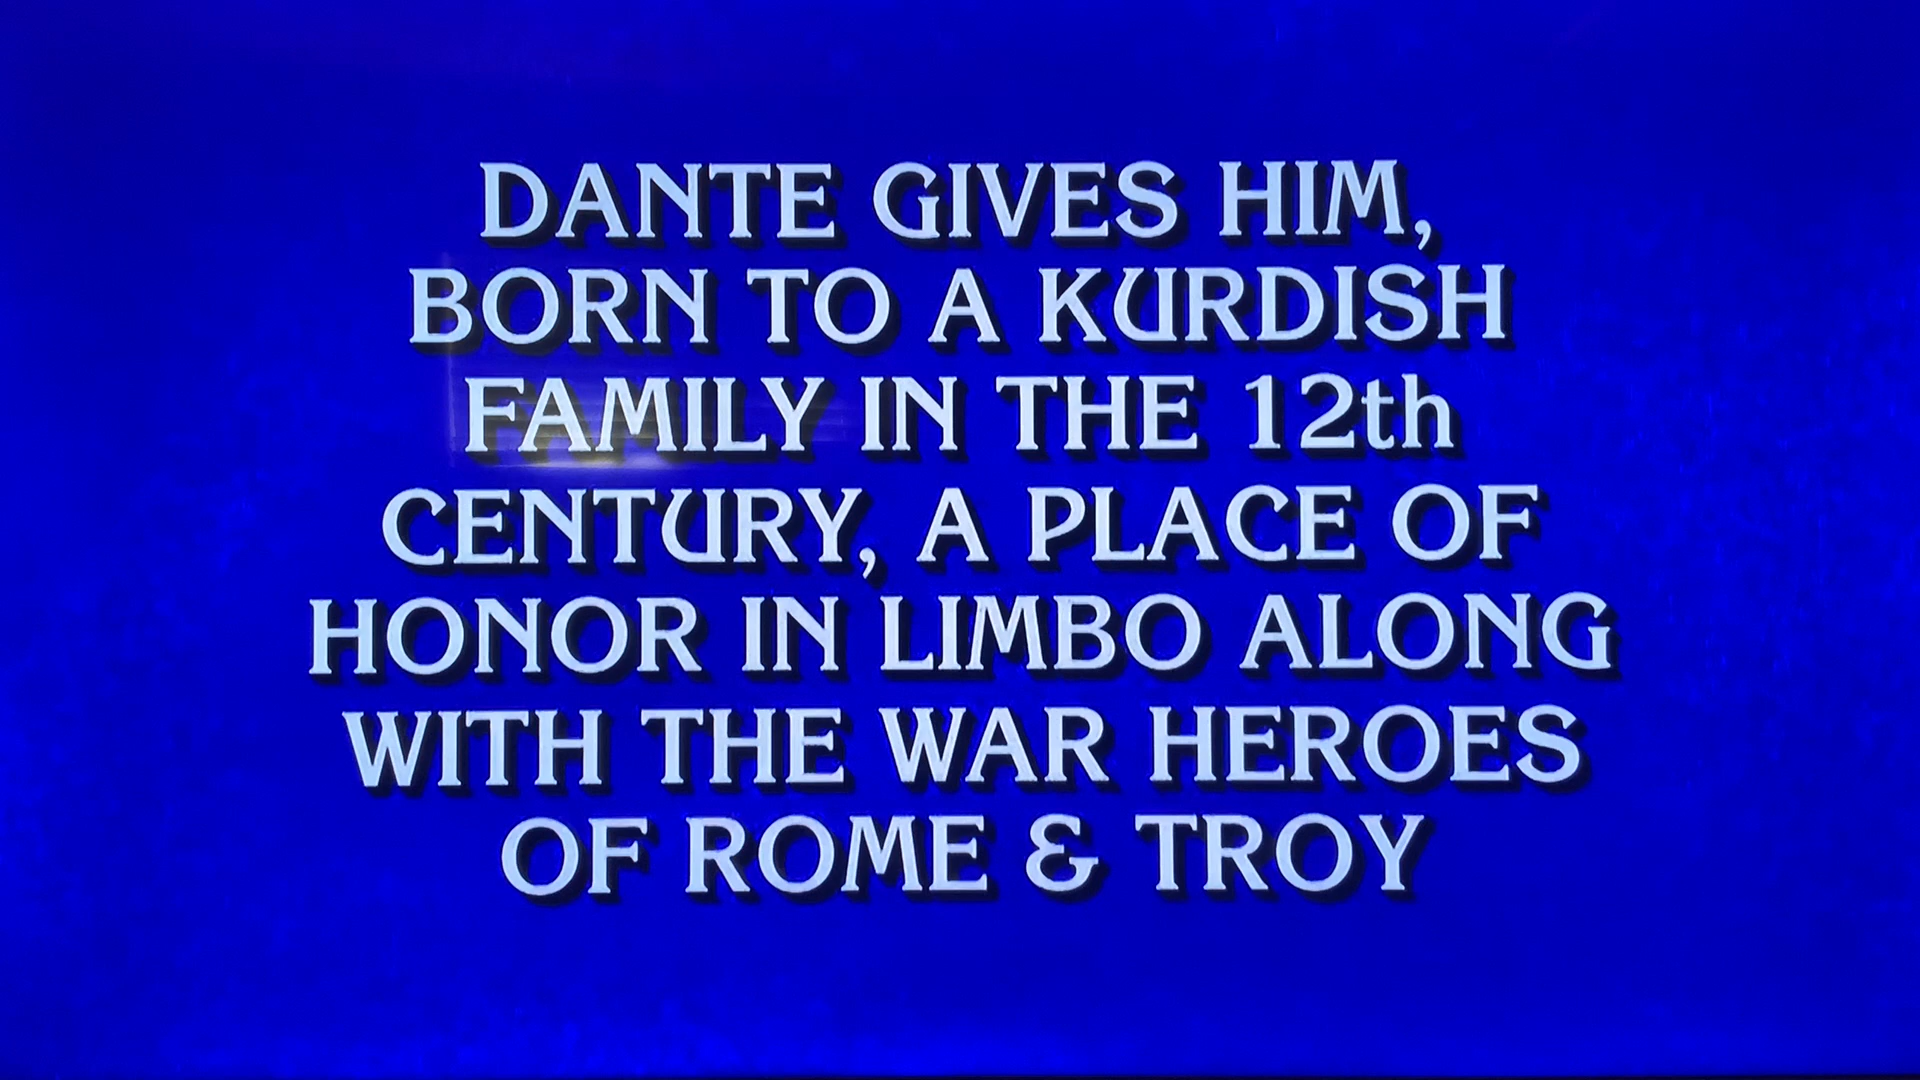 DANTE GIVES HIM,
BORN TO A KURDISH
FAMILY IN THE 12th
CENTURY, A PLACE OF
HONOR IN LIMBO ALONG
WITH THE WAR HEROES
OF ROME & TROY